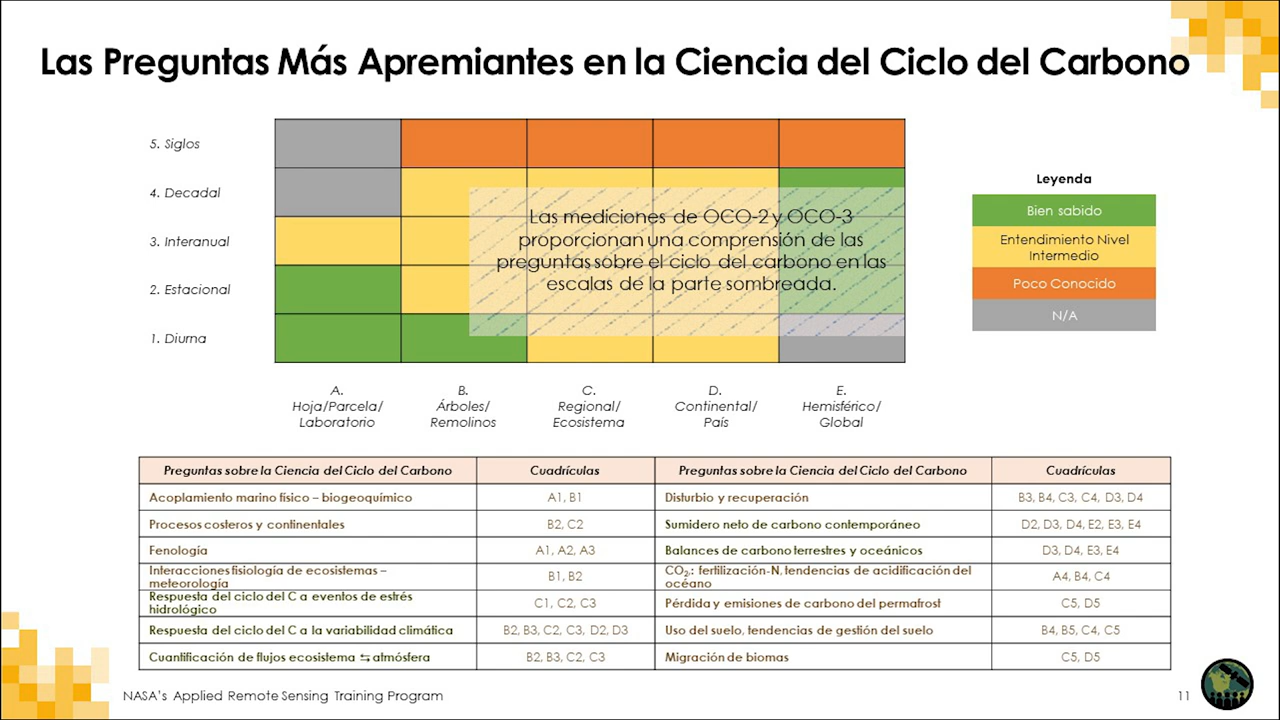 Las Preguntas Más Apremiantes en la Ciencia del Ciclo del Carbono
5. Siglos
4. Decadal
3. Interanual
2. Estacional
1. Diurna
Las mediciones de OCO-2 y OCO-3
proporcionan una comprensión de las
preguntas sobre el ciclo del carbono en las
escalas de la parte sombreada.
Leyenda
Bien sabido
Entendimiento Nivel
Intermedio
Poco Conocido
N/A
A.
Hoja/Parcela/
Laboratorio
B.
Árboles/
Remolinos
C.
Regional/
Ecosistema
D.
Continental/
País
E.
Hemisférico/
Global
Preguntas sobre la Ciencia del Ciclo del Carbono Cuadrículas Preguntas sobre la Ciencia del Ciclo del Carbono Cuadrículas
Acoplamiento marino físico – biogeoquímico A1, B1 Disturbio y recuperación B3, B4, C3, C4, D3, D4
Procesos costeros y continentales B2, C2 Sumidero neto de carbono contemporáneo D2, D3, D4, E2, E3, E4
Fenología A1, A2, A3 Balances de carbono terrestres y oceánicos D3, D4, E3, E4
Interacciones fisiología de ecosistemas –
meteorología B1, B2 CO₂: fertilización-N, tendencias de acidificación del
océano A4, B4, C4
Respuesta del ciclo del C a eventos de estrés
hidrológico C1, C2, C3 Pérdida y emisiones de carbono del permafrost C5, D5
Respuesta del ciclo del C a la variabilidad climática B2, B3, C2, C3, D2, D3 Uso del suelo, tendencias de gestión del suelo B4, B5, C4, C5
Cuantificación de flujos ecosistema ⇆ atmósfera B2, B3, C2, C3 Migración de biomas C5, D5
NASA's Applied Remote Sensing Training Program
11